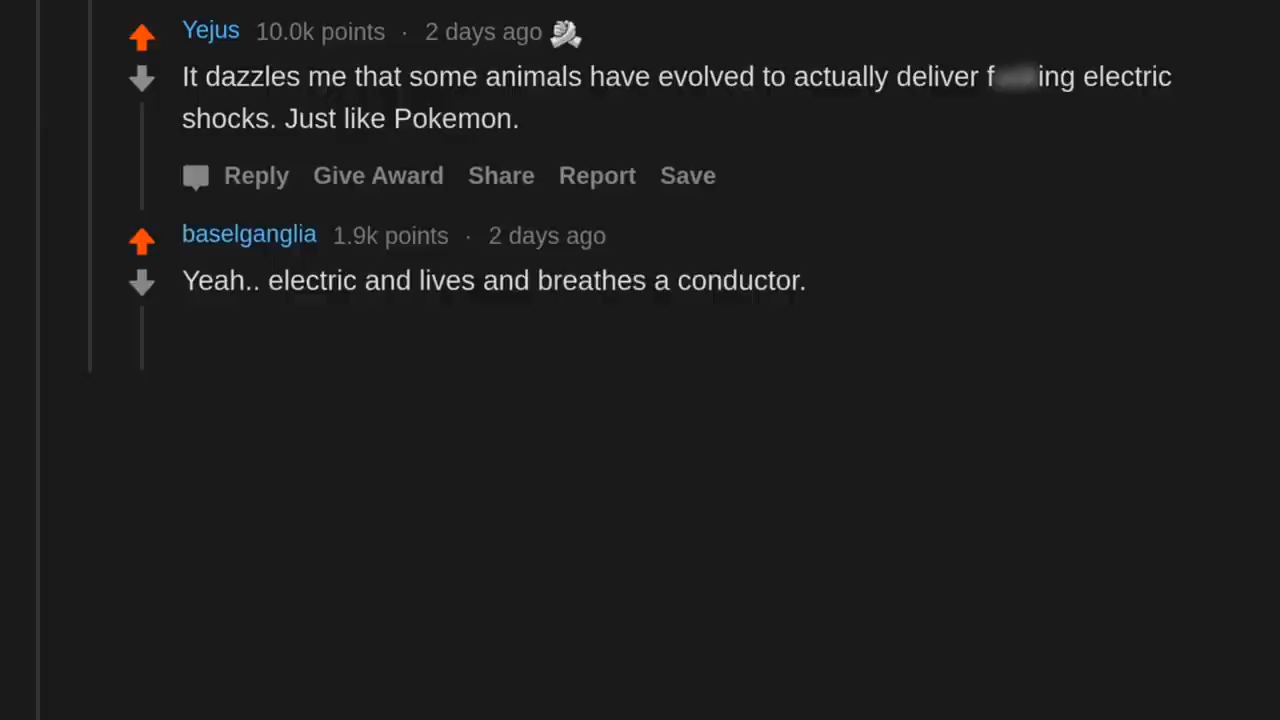 Yejus 10.0k points · 2 days ago
It dazzles me that some animals have evolved to actually deliver f ing electric
shocks. Just like Pokemon.
Reply Give Award Share Report Save
baselganglia 1.9k points · 2 days ago
Yeah.. electric and lives and breathes a conductor.